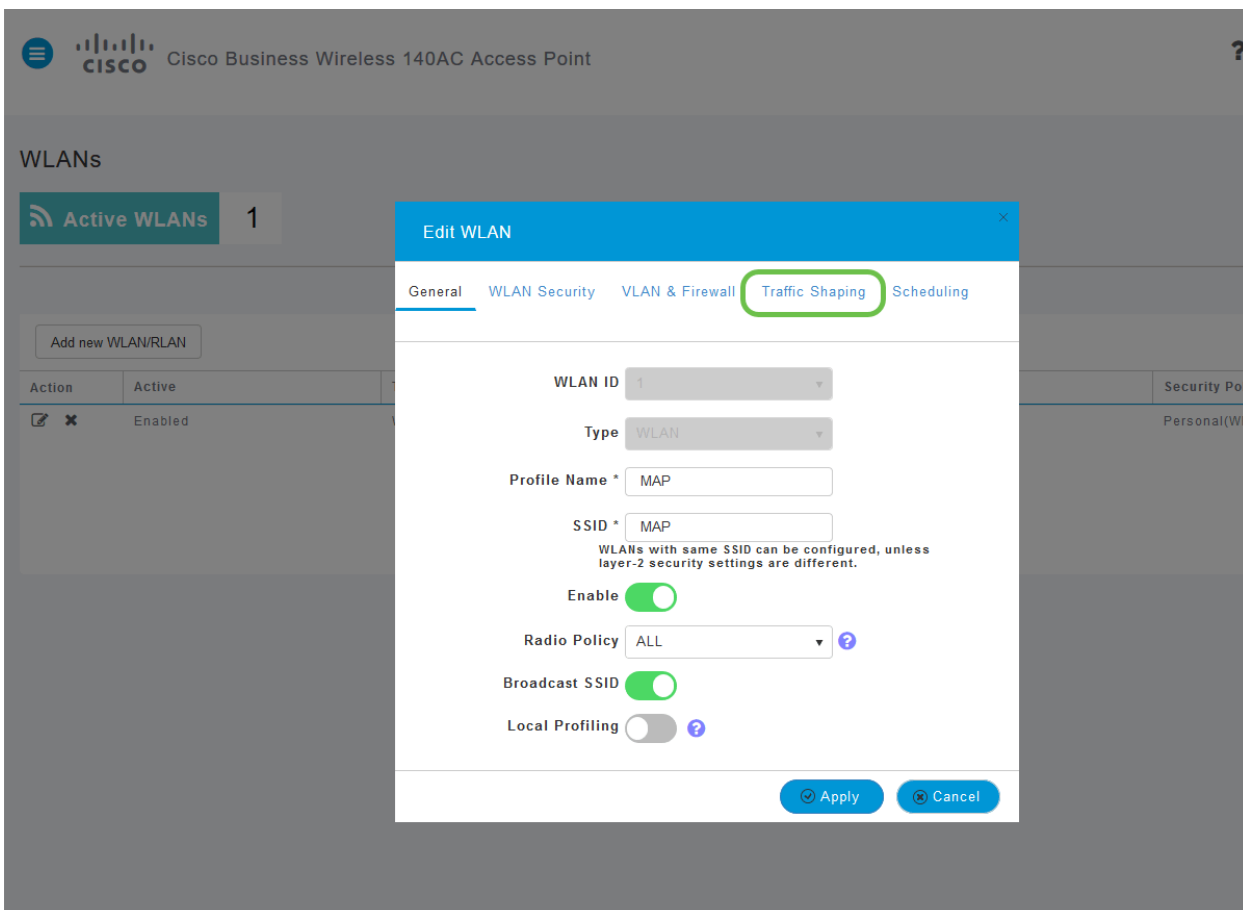 CISCO Cisco Business Wireless 140AC Access Point ?
WLANs
Active WLANs 1
Edit WLAN ×
General WLAN Security VLAN & Firewall Traffic Shaping Scheduling
Add new WLAN/RLAN
Action Active Security Po
Enabled Personal(W
WLAN ID 1
Type WLAN
Profile Name * MAP
SSID * MAP
WLANs with same SSID can be configured, unless
layer-2 security settings are different.
Enable
Radio Policy ALL ?
Broadcast SSID
Local Profiling ?
Apply Cancel